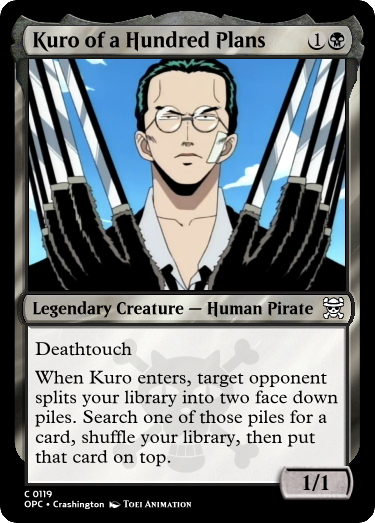 Kuro of a Hundred Plans 1
Legendary Creature — Human Pirate
Deathtouch
When Kuro enters, target opponent
splits your library into two face down
piles. Search one of those piles for a
card, shuffle your library, then put
that card on top.
1/1
C 0119
OPC • Crashington TOEI ANIMATION